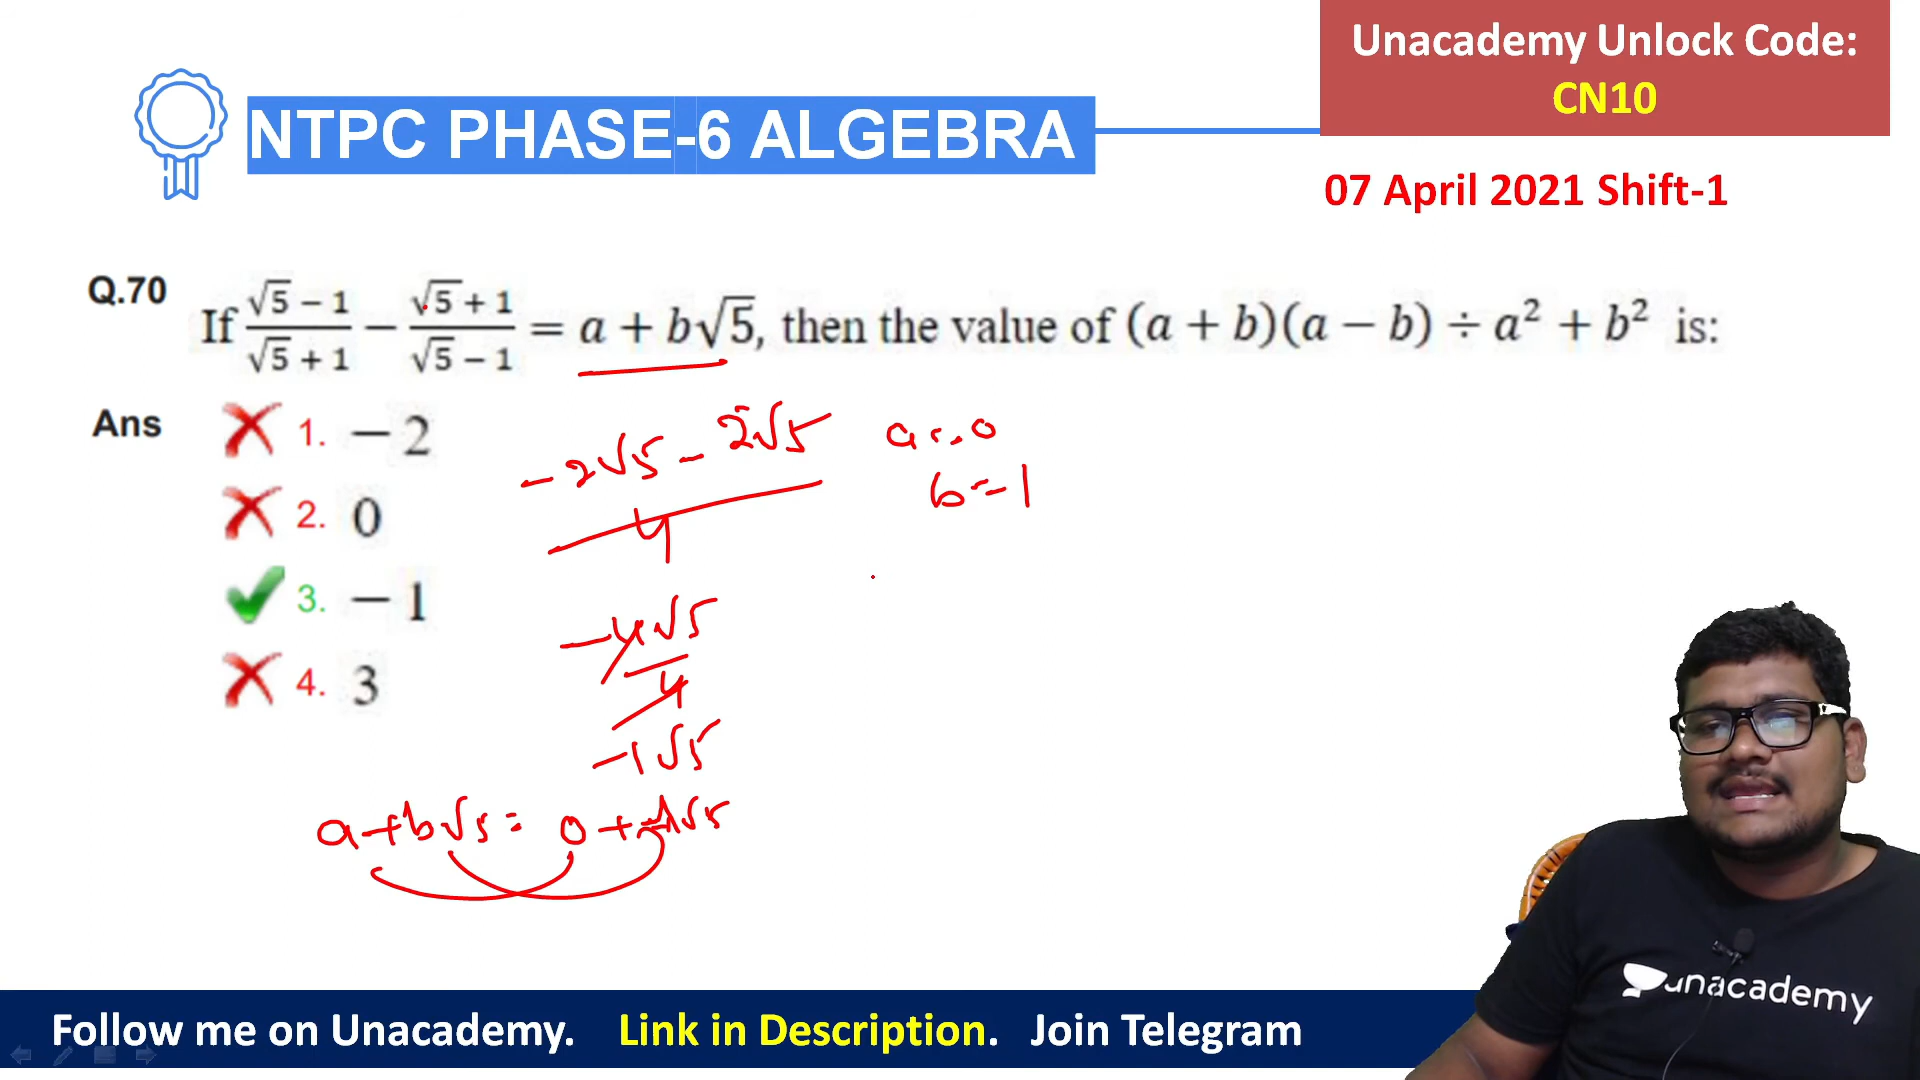 Unacademy Unlock Code:
CN10
NTPC PHASE-6 ALGEBRA
07 April 2021 Shift-1
Q.70 If (√5 − 1)/(√5 + 1) − (√5 + 1)/(√5 − 1) = a + b√5, then the value of (a + b)(a − b) ÷ a² + b² is:
Ans
1. − 2
2. 0
3. − 1
4. 3
−2√5 − 2√5
4
a = 0
b = −1
−4√5
4
−1√5
a+b√5 = 0 + −1√5
unacademy
Follow me on Unacademy. Link in Description. Join Telegram